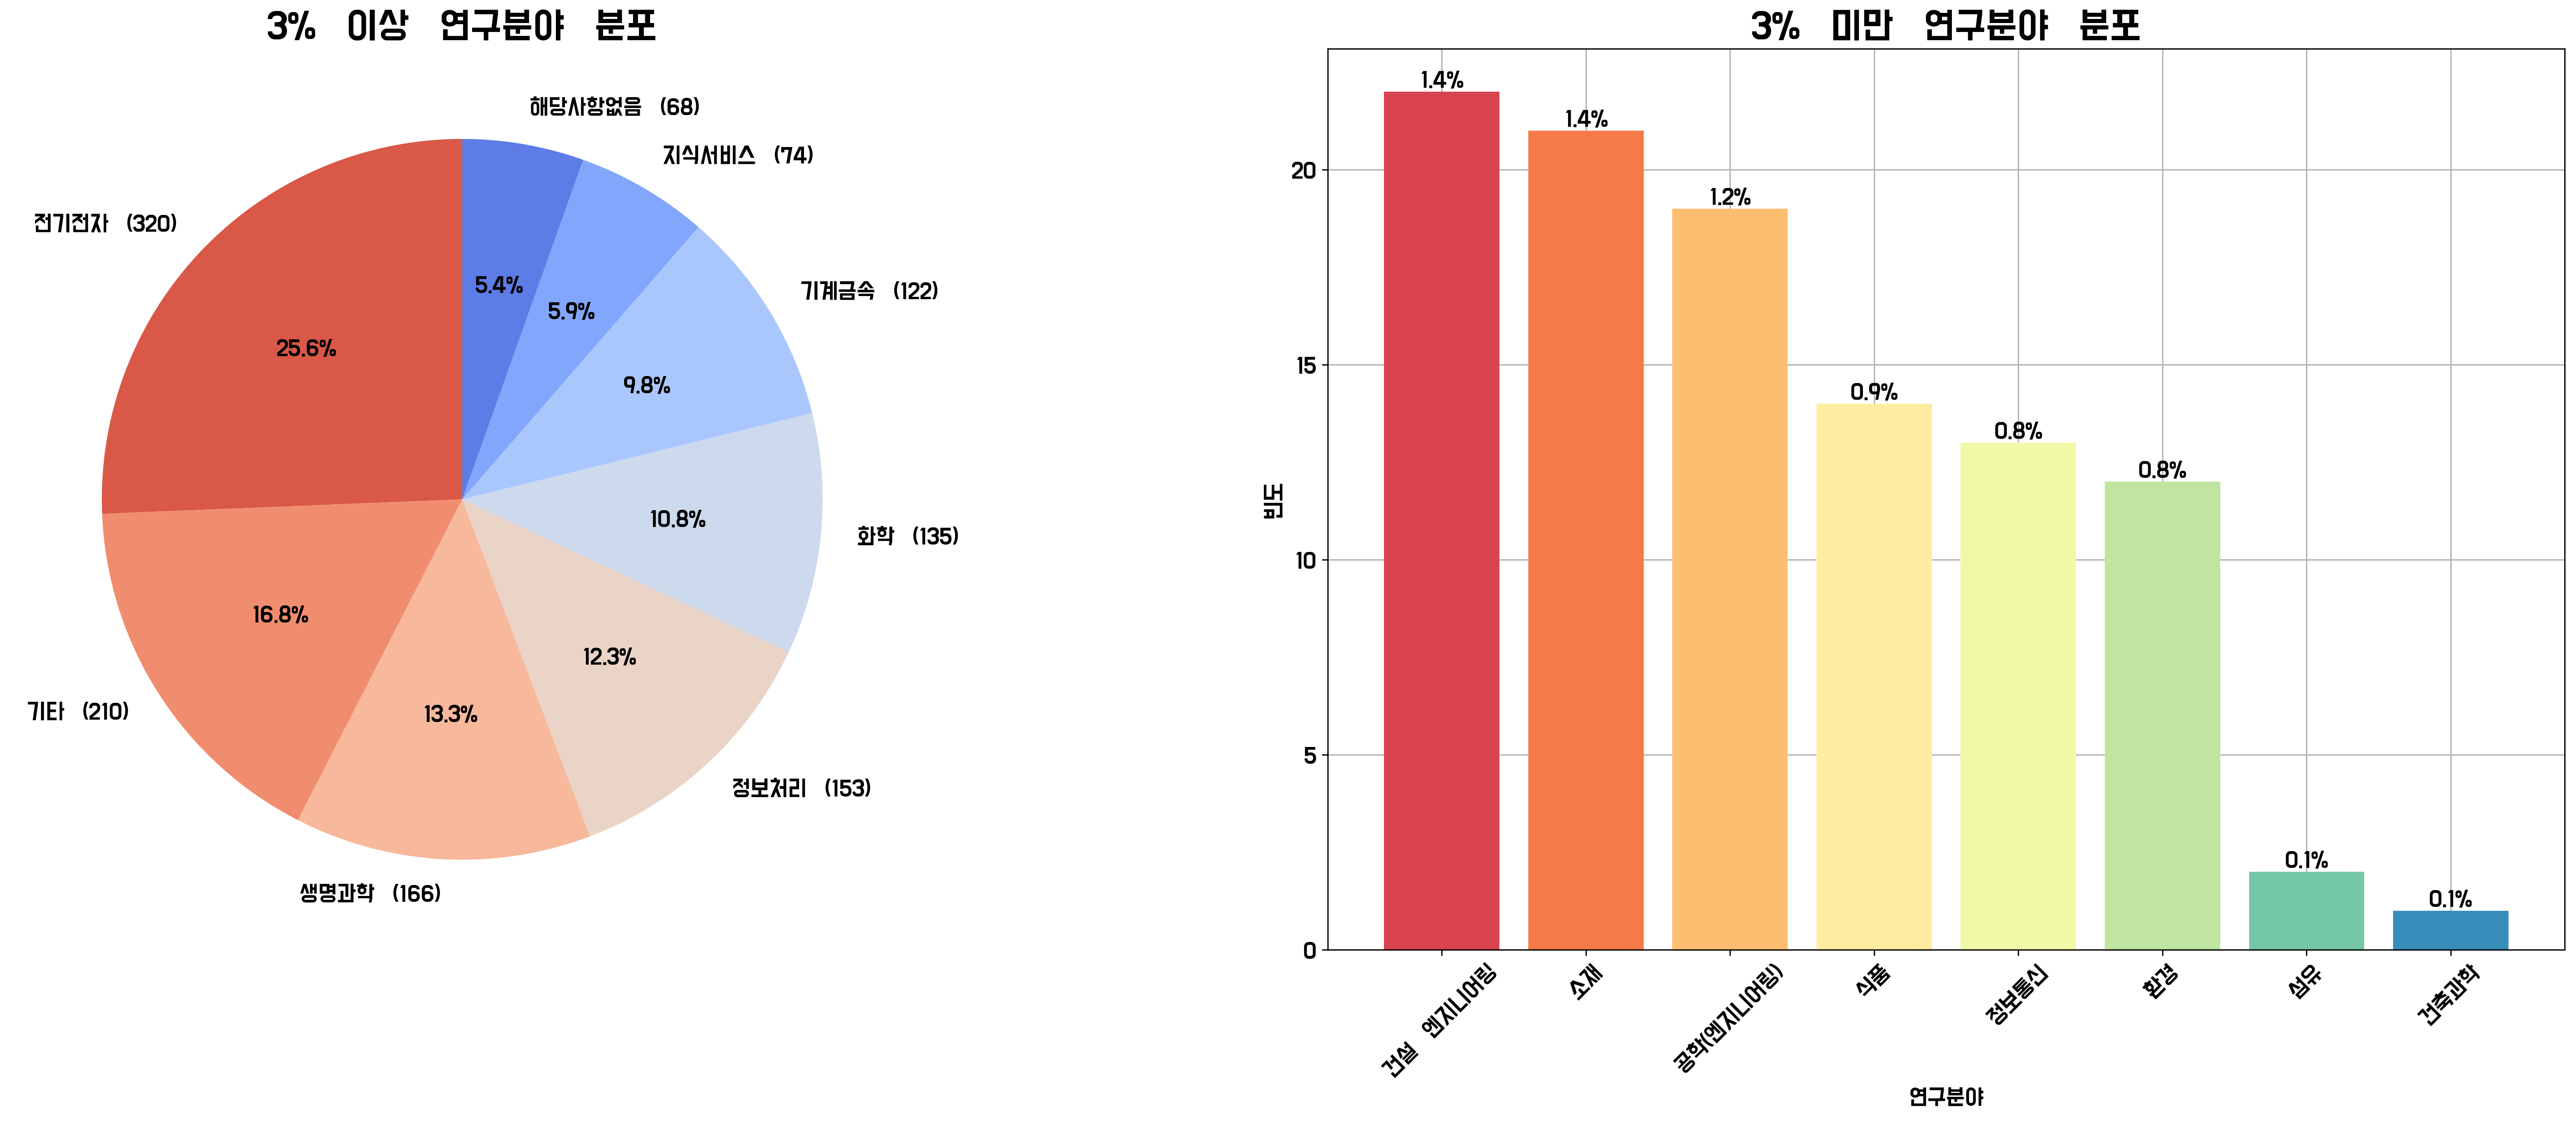 3% 이상 연구분야 분포
해당사항없음 (68)
지식서비스 (74)
전기전자 (320)
기계금속 (122)
5.4%
5.9%
25.6%
9.8%
10.8%
화학 (135)
16.8%
12.3%
기타 (210)
13.3%
정보처리 (153)
생명과학 (166)
3% 미만 연구분야 분포
1.4%
1.4%
1.2%
0.9%
0.8%
0.8%
0.1%
0.1%
20
15
10
5
0
빈도
건설 엔지니어링
소재
공학(엔지니어링)
식품
정보통신
환경
섬유
건축과학
연구분야